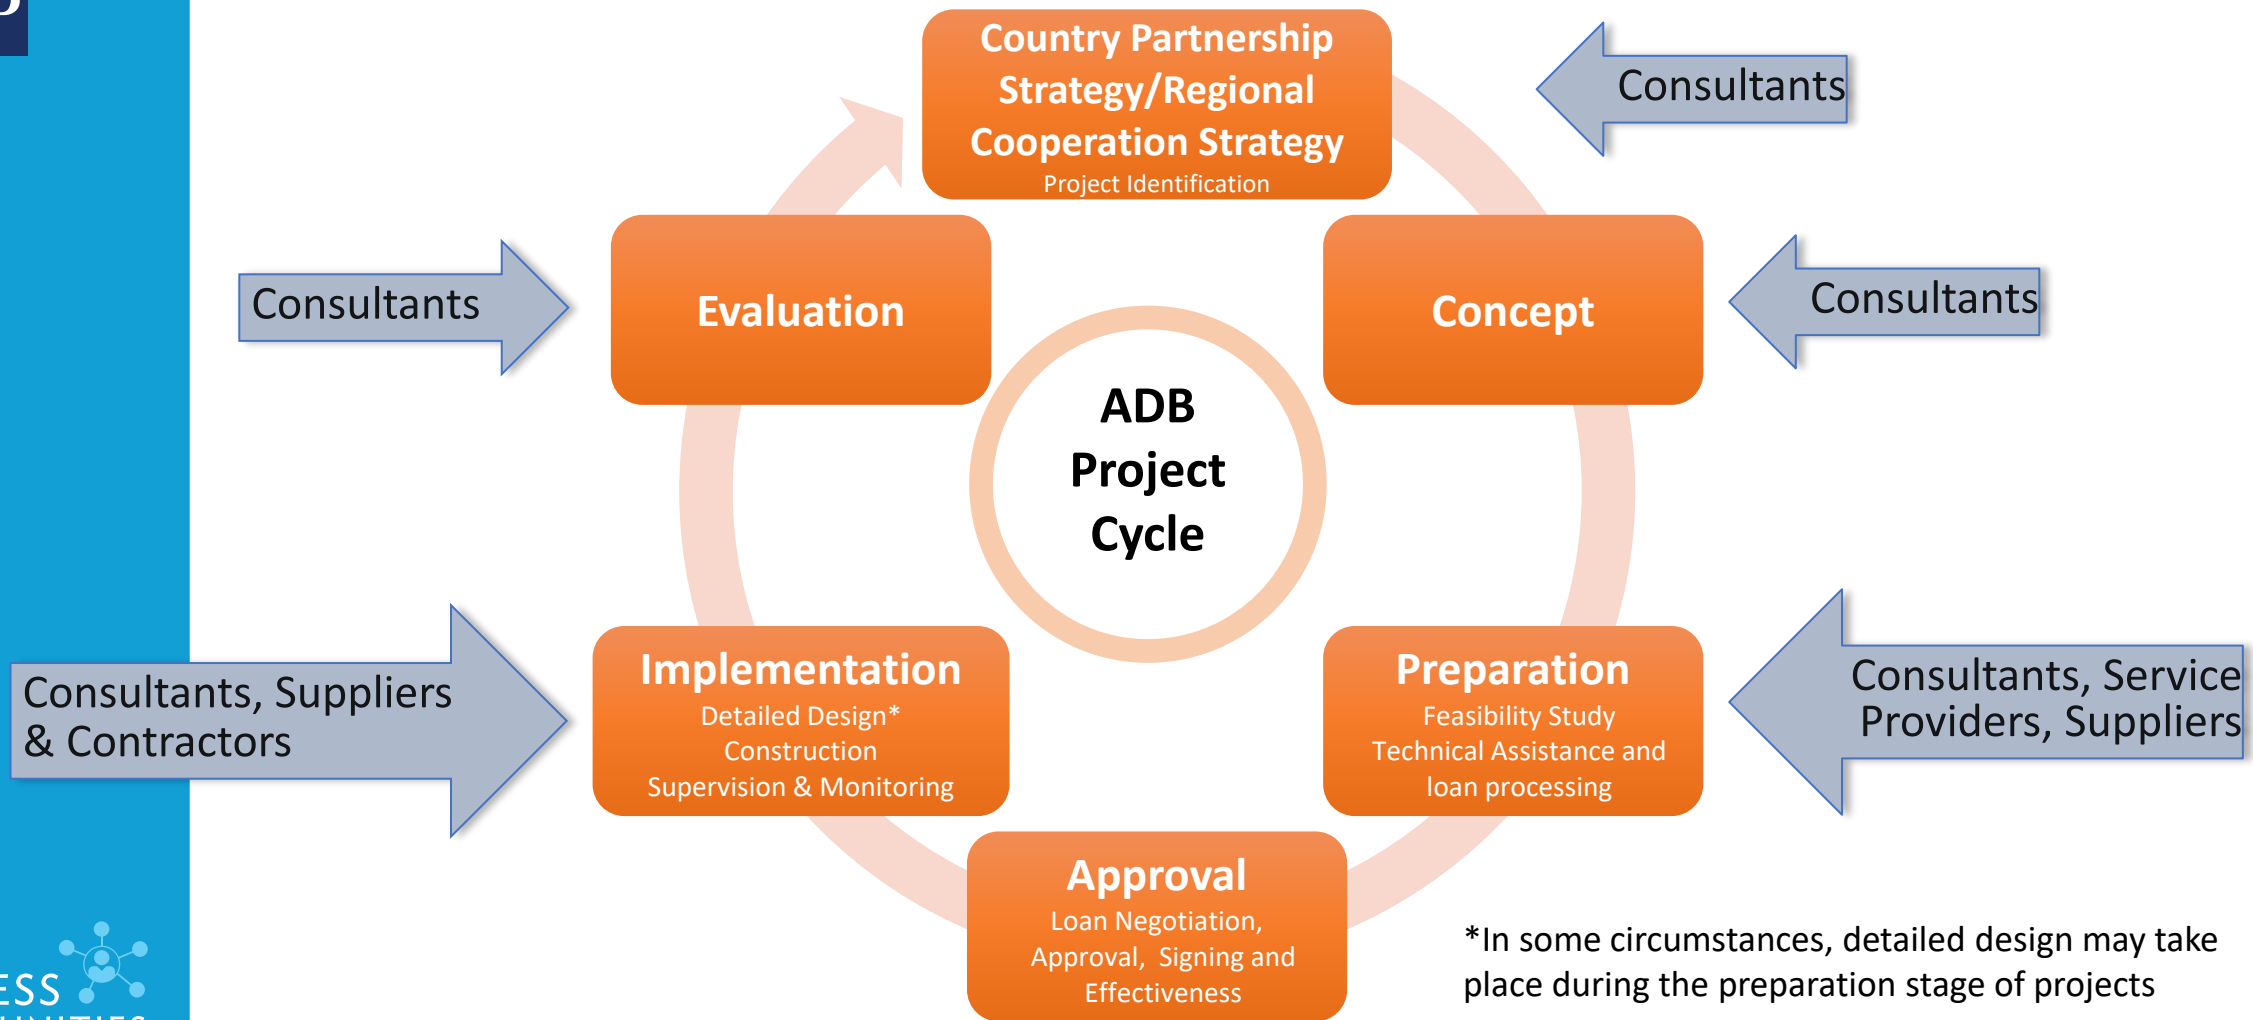 Country Partnership
Strategy/Regional
Cooperation Strategy
Project Identification
Consultants
Consultants
Evaluation
Concept
Consultants
ADB
Project
Cycle
Implementation
Detailed Design*
Construction
Supervision & Monitoring
Consultants, Suppliers
& Contractors
Preparation
Feasibility Study
Technical Assistance and
loan processing
Consultants, Service
Providers, Suppliers
Approval
Loan Negotiation,
Approval,  Signing and
Effectiveness
*In some circumstances, detailed design may take
place during the preparation stage of projects